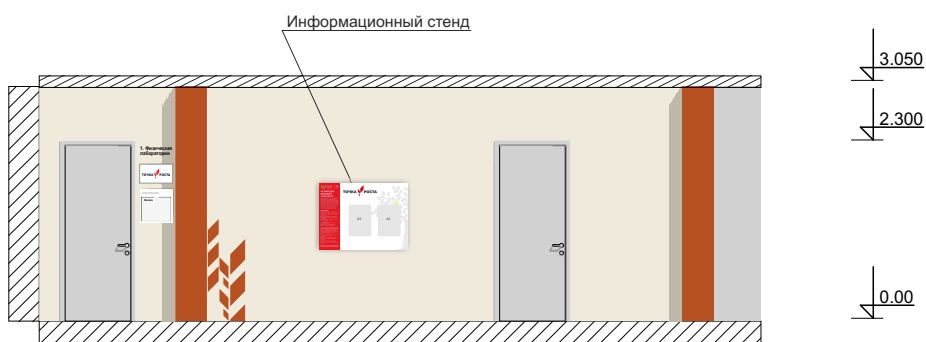 Информационный стенд
3.050
2.300
1. Физическая
лаборатория
ТОЧКА РОСТА
ТОЧКА РОСТА
0.00